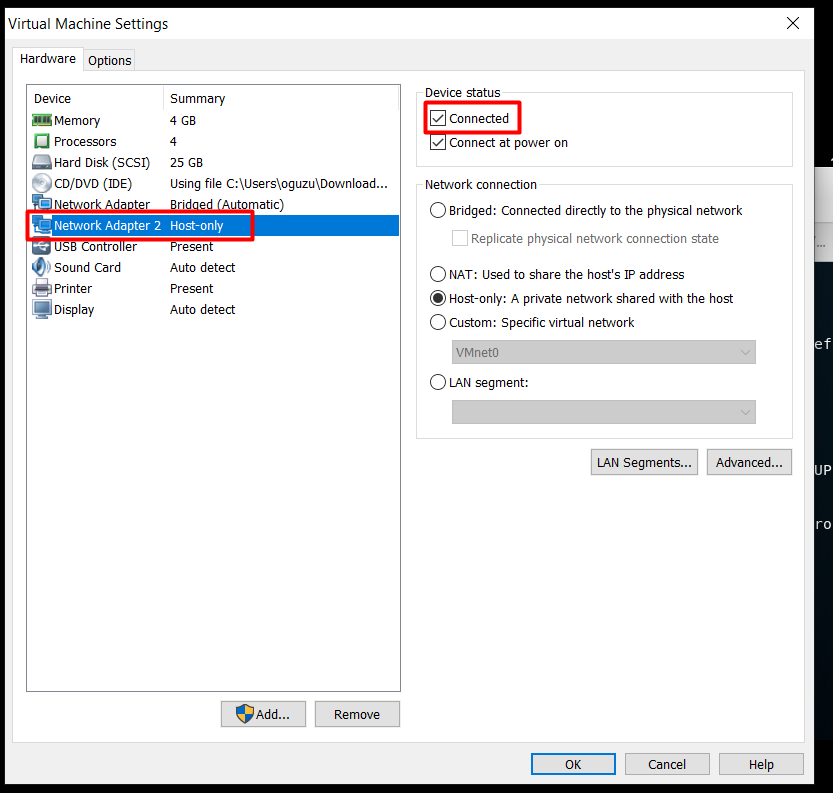 Virtual Machine Settings
Hardware Options
Device Summary
Memory 4 GB
Processors 4
Hard Disk (SCSI) 25 GB
CD/DVD (IDE) Using file C:\Users\oguzu\Download...
Network Adapter Bridged (Automatic)
Network Adapter 2 Host-only
USB Controller Present
Sound Card Auto detect
Printer Present
Display Auto detect
Add... Remove
Device status
Connected
Connect at power on
Network connection
Bridged: Connected directly to the physical network
Replicate physical network connection state
NAT: Used to share the host's IP address
Host-only: A private network shared with the host
Custom: Specific virtual network
VMnet0
LAN segment:
LAN Segments... Advanced...
OK Cancel Help
ef
UP
ro